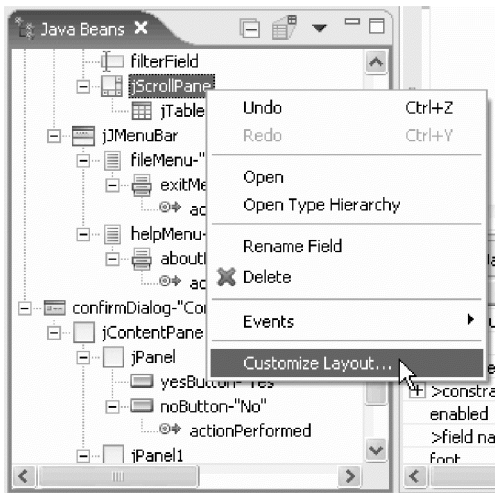 Java Beans
filterField
jScrollPane
jTable
jJMenuBar
fileMenu-"
exitMe
ac
helpMenu-
about
ac
confirmDialog-"Co
jContentPane
jPanel
yesButton-"Yes"
noButton-"No"
actionPerformed
jPanel1
Undo Ctrl+Z
Redo Ctrl+Y
Open
Open Type Hierarchy
Rename Field
Delete
Events
Customize Layout...
>constra
enabled
>field na
font